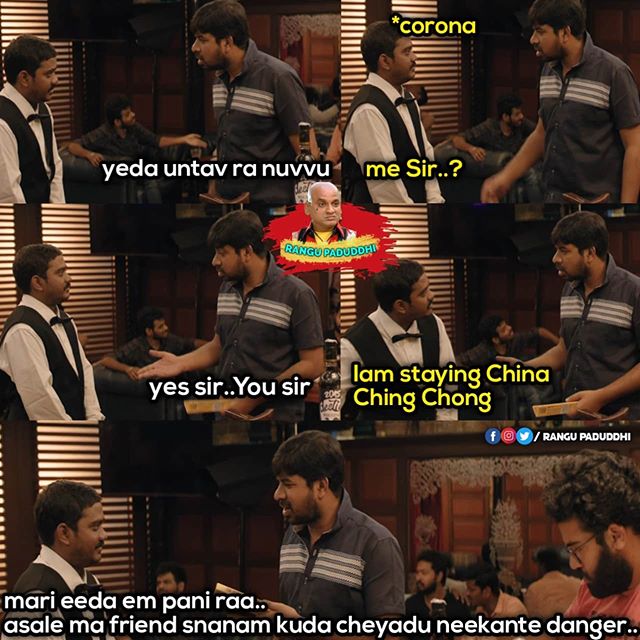 *corona
yeda untav ra nuvvu
me Sir..?
RANGU PADUDDHI
yes sir..You sir
Iam staying China
Ching Chong
/ RANGU PADUDDHI
mari eeda em pani raa..
asale ma friend snanam kuda cheyadu neekante danger..